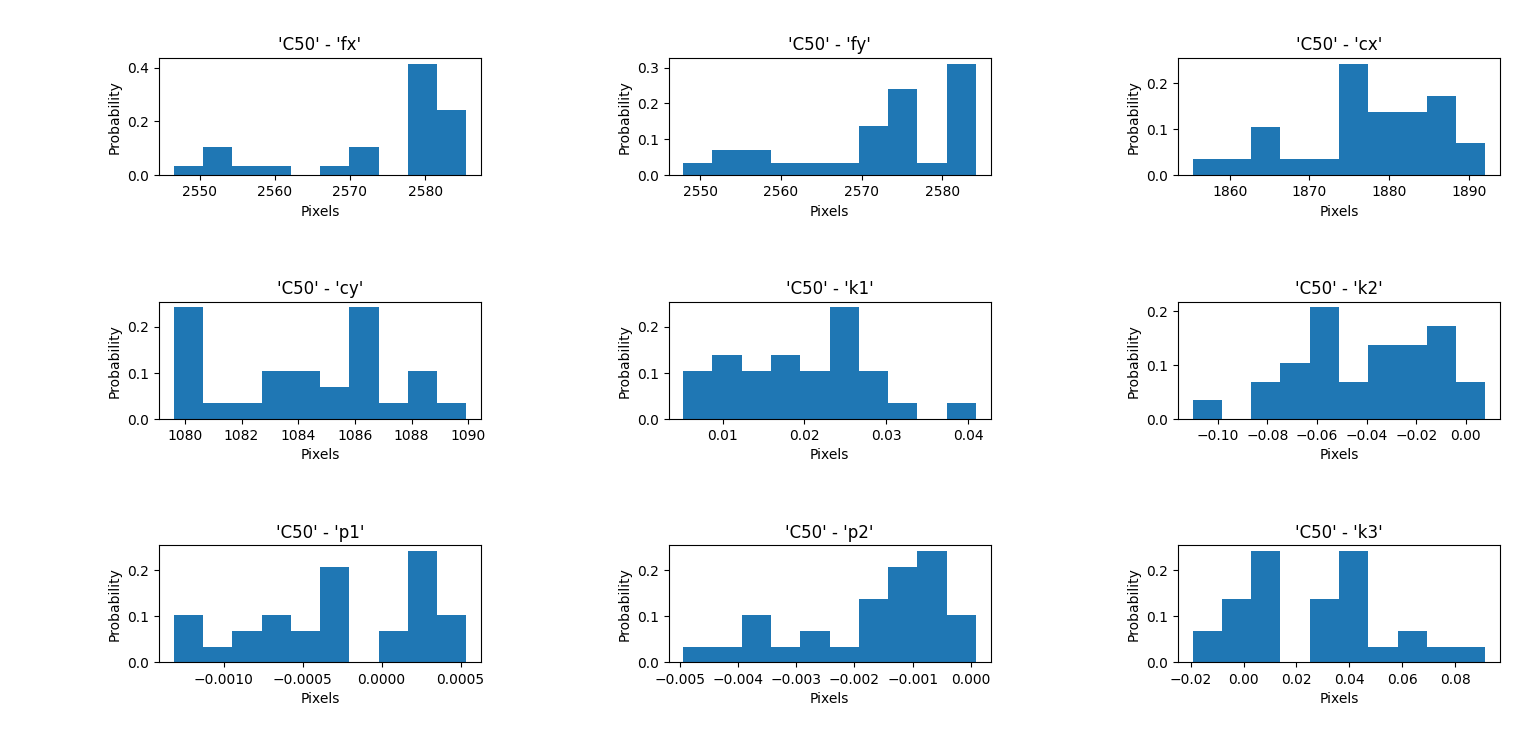 'C50' - 'fx'
Probability
0.4
0.2
0.0
2550 2560 2570 2580
Pixels
'C50' - 'fy'
Probability
0.3
0.2
0.1
0.0
2550 2560 2570 2580
Pixels
'C50' - 'cx'
Probability
0.2
0.1
0.0
1860 1870 1880 1890
Pixels
'C50' - 'cy'
Probability
0.2
0.1
0.0
1080 1082 1084 1086 1088 1090
Pixels
'C50' - 'k1'
Probability
0.2
0.1
0.0
0.01 0.02 0.03 0.04
Pixels
'C50' - 'k2'
Probability
0.2
0.1
0.0
−0.10 −0.08 −0.06 −0.04 −0.02 0.00
Pixels
'C50' - 'p1'
Probability
0.2
0.1
0.0
−0.0010 −0.0005 0.0000 0.0005
Pixels
'C50' - 'p2'
Probability
0.2
0.1
0.0
−0.005 −0.004 −0.003 −0.002 −0.001 0.000
Pixels
'C50' - 'k3'
Probability
0.2
0.1
0.0
−0.02 0.00 0.02 0.04 0.06 0.08
Pixels